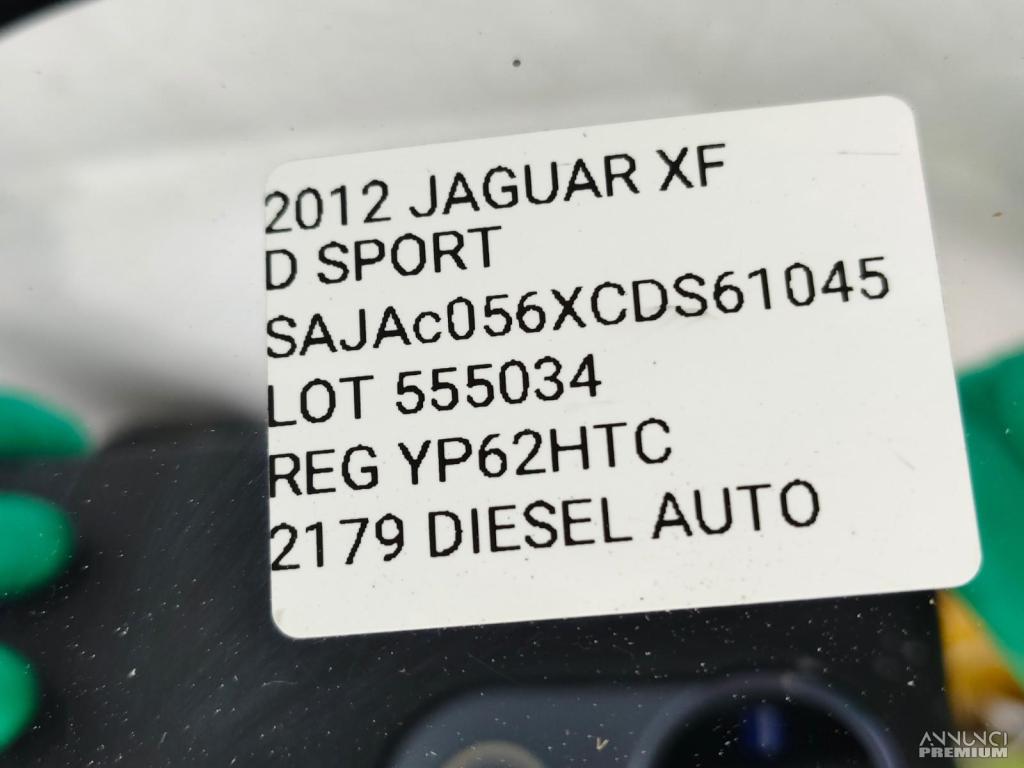 2012 JAGUAR XF
D SPORT
SAJAc056XCDS61045
LOT 555034
REG YP62HTC
2179 DIESEL AUTO
ANNUNCI
PREMIUM